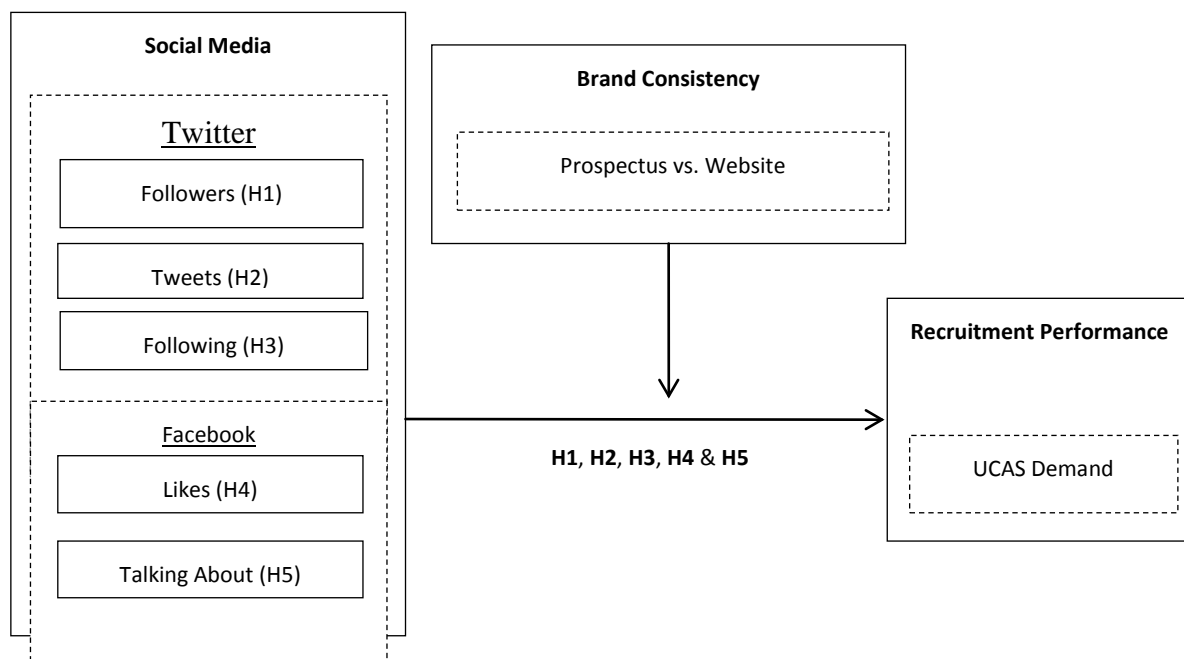 Social Media
Twitter
Followers (H1)
Tweets (H2)
Following (H3)
Facebook
Likes (H4)
Talking About (H5)
Brand Consistency
Prospectus vs. Website
H1, H2, H3, H4 & H5
Recruitment Performance
UCAS Demand